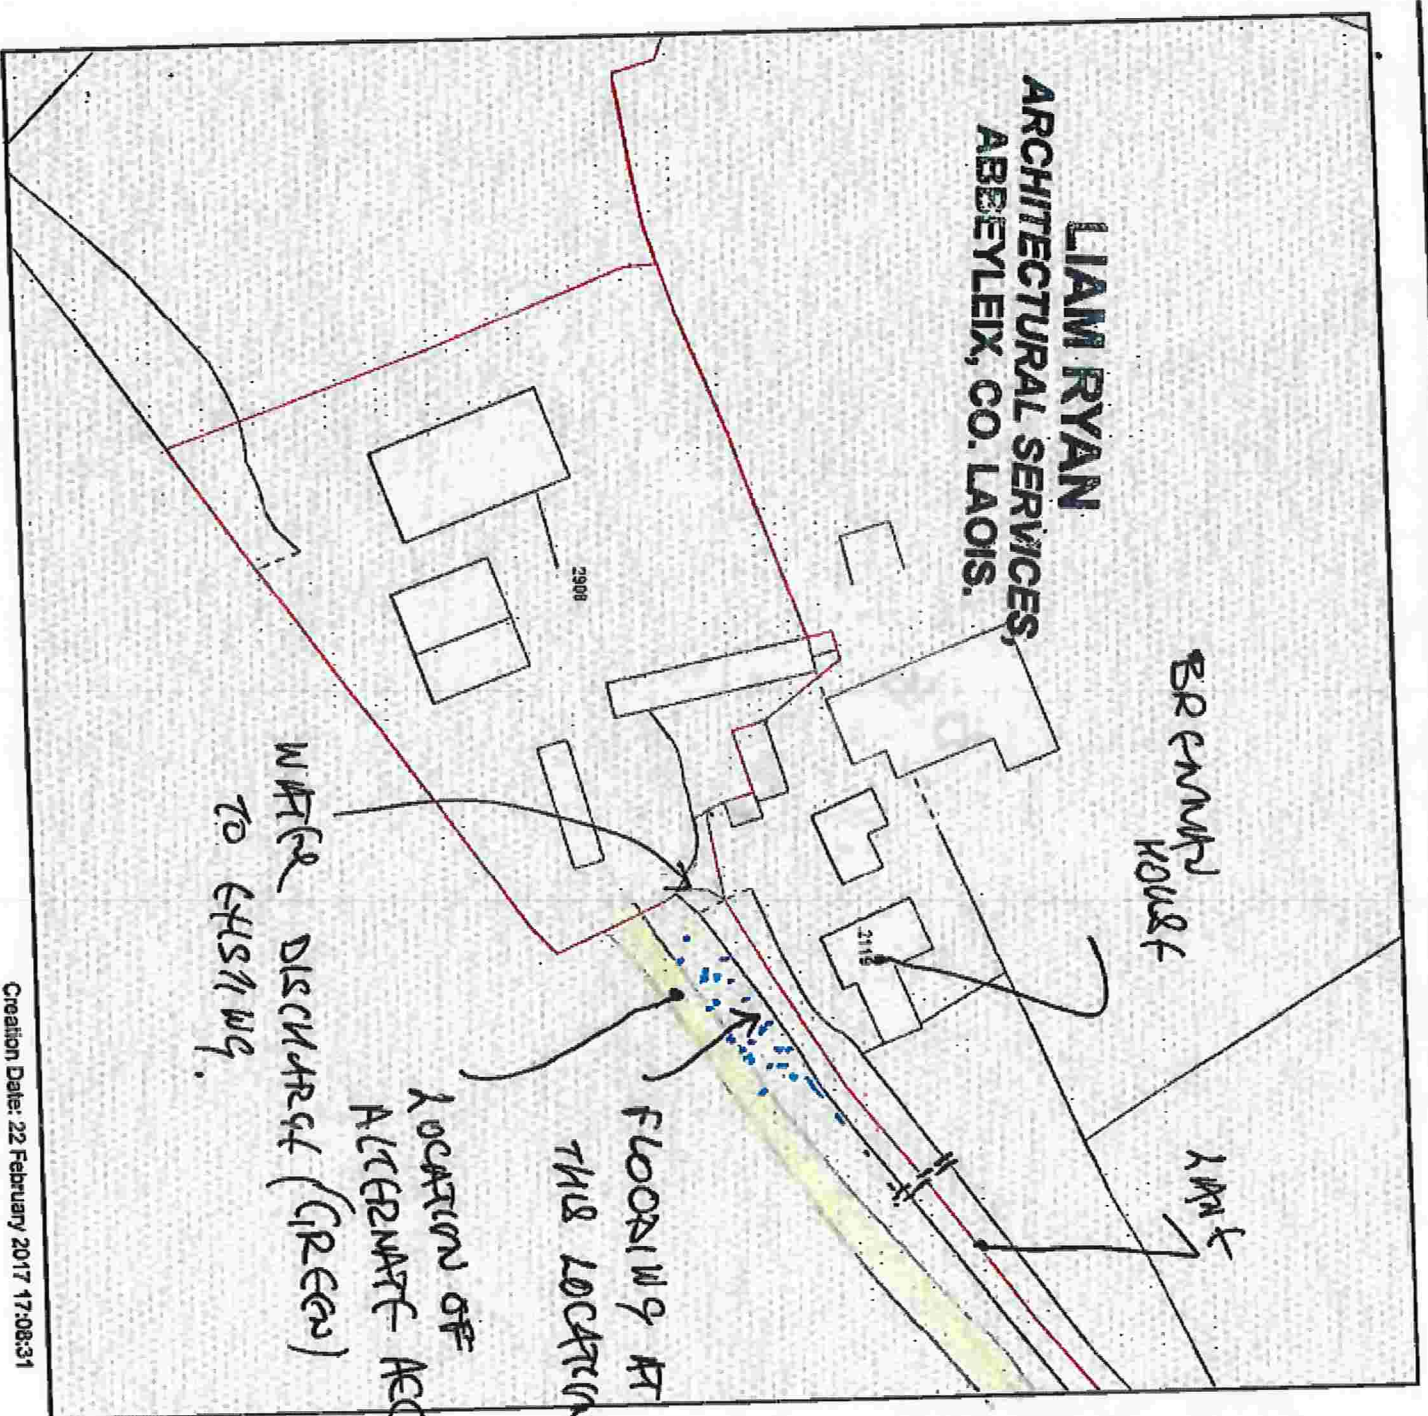 LIAM RYAN
ARCHITECTURAL SERVICES,
ABBEYLEIX, CO. LAOIS.
BRENNAN
HOUSE
LANE
.2119
2908
FLOODING AT
THIS LOCATION
LOCATION OF
ALTERNATE ACC
(GREEN)
WATER DISCHARGE
TO EXISTING.
Creation Date: 22 February 2017 17:08:31